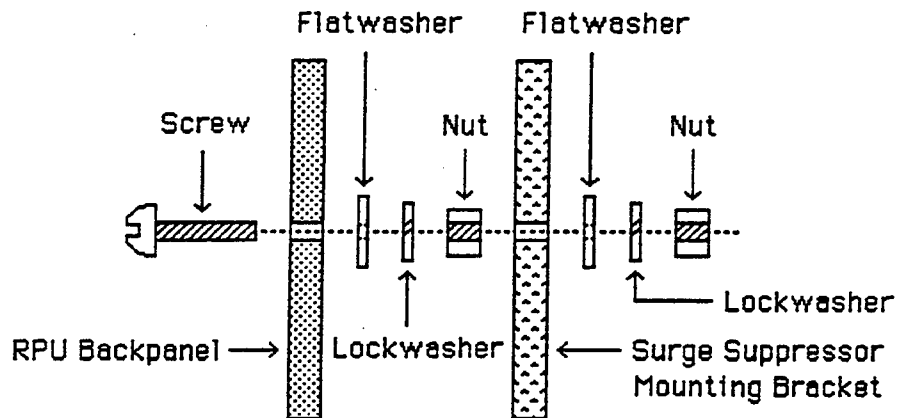 Flatwasher Flatwasher
Screw Nut Nut
Lockwasher
RPU Backpanel Lockwasher Surge Suppressor
Mounting Bracket